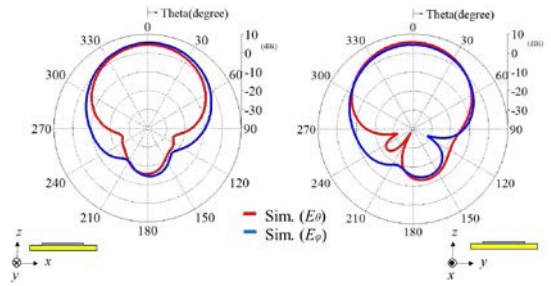 Theta(degree)
0
330
30
300
60
270
90
240
120
210
150
180
10
0
-10
-20
-30
(dBi)
Theta(degree)
0
330
30
300
60
270
90
240
120
210
150
180
10
0
-10
-20
-30
(dBi)
Sim. (Eθ)
Sim. (Eφ)
z
y
x
z
x
y